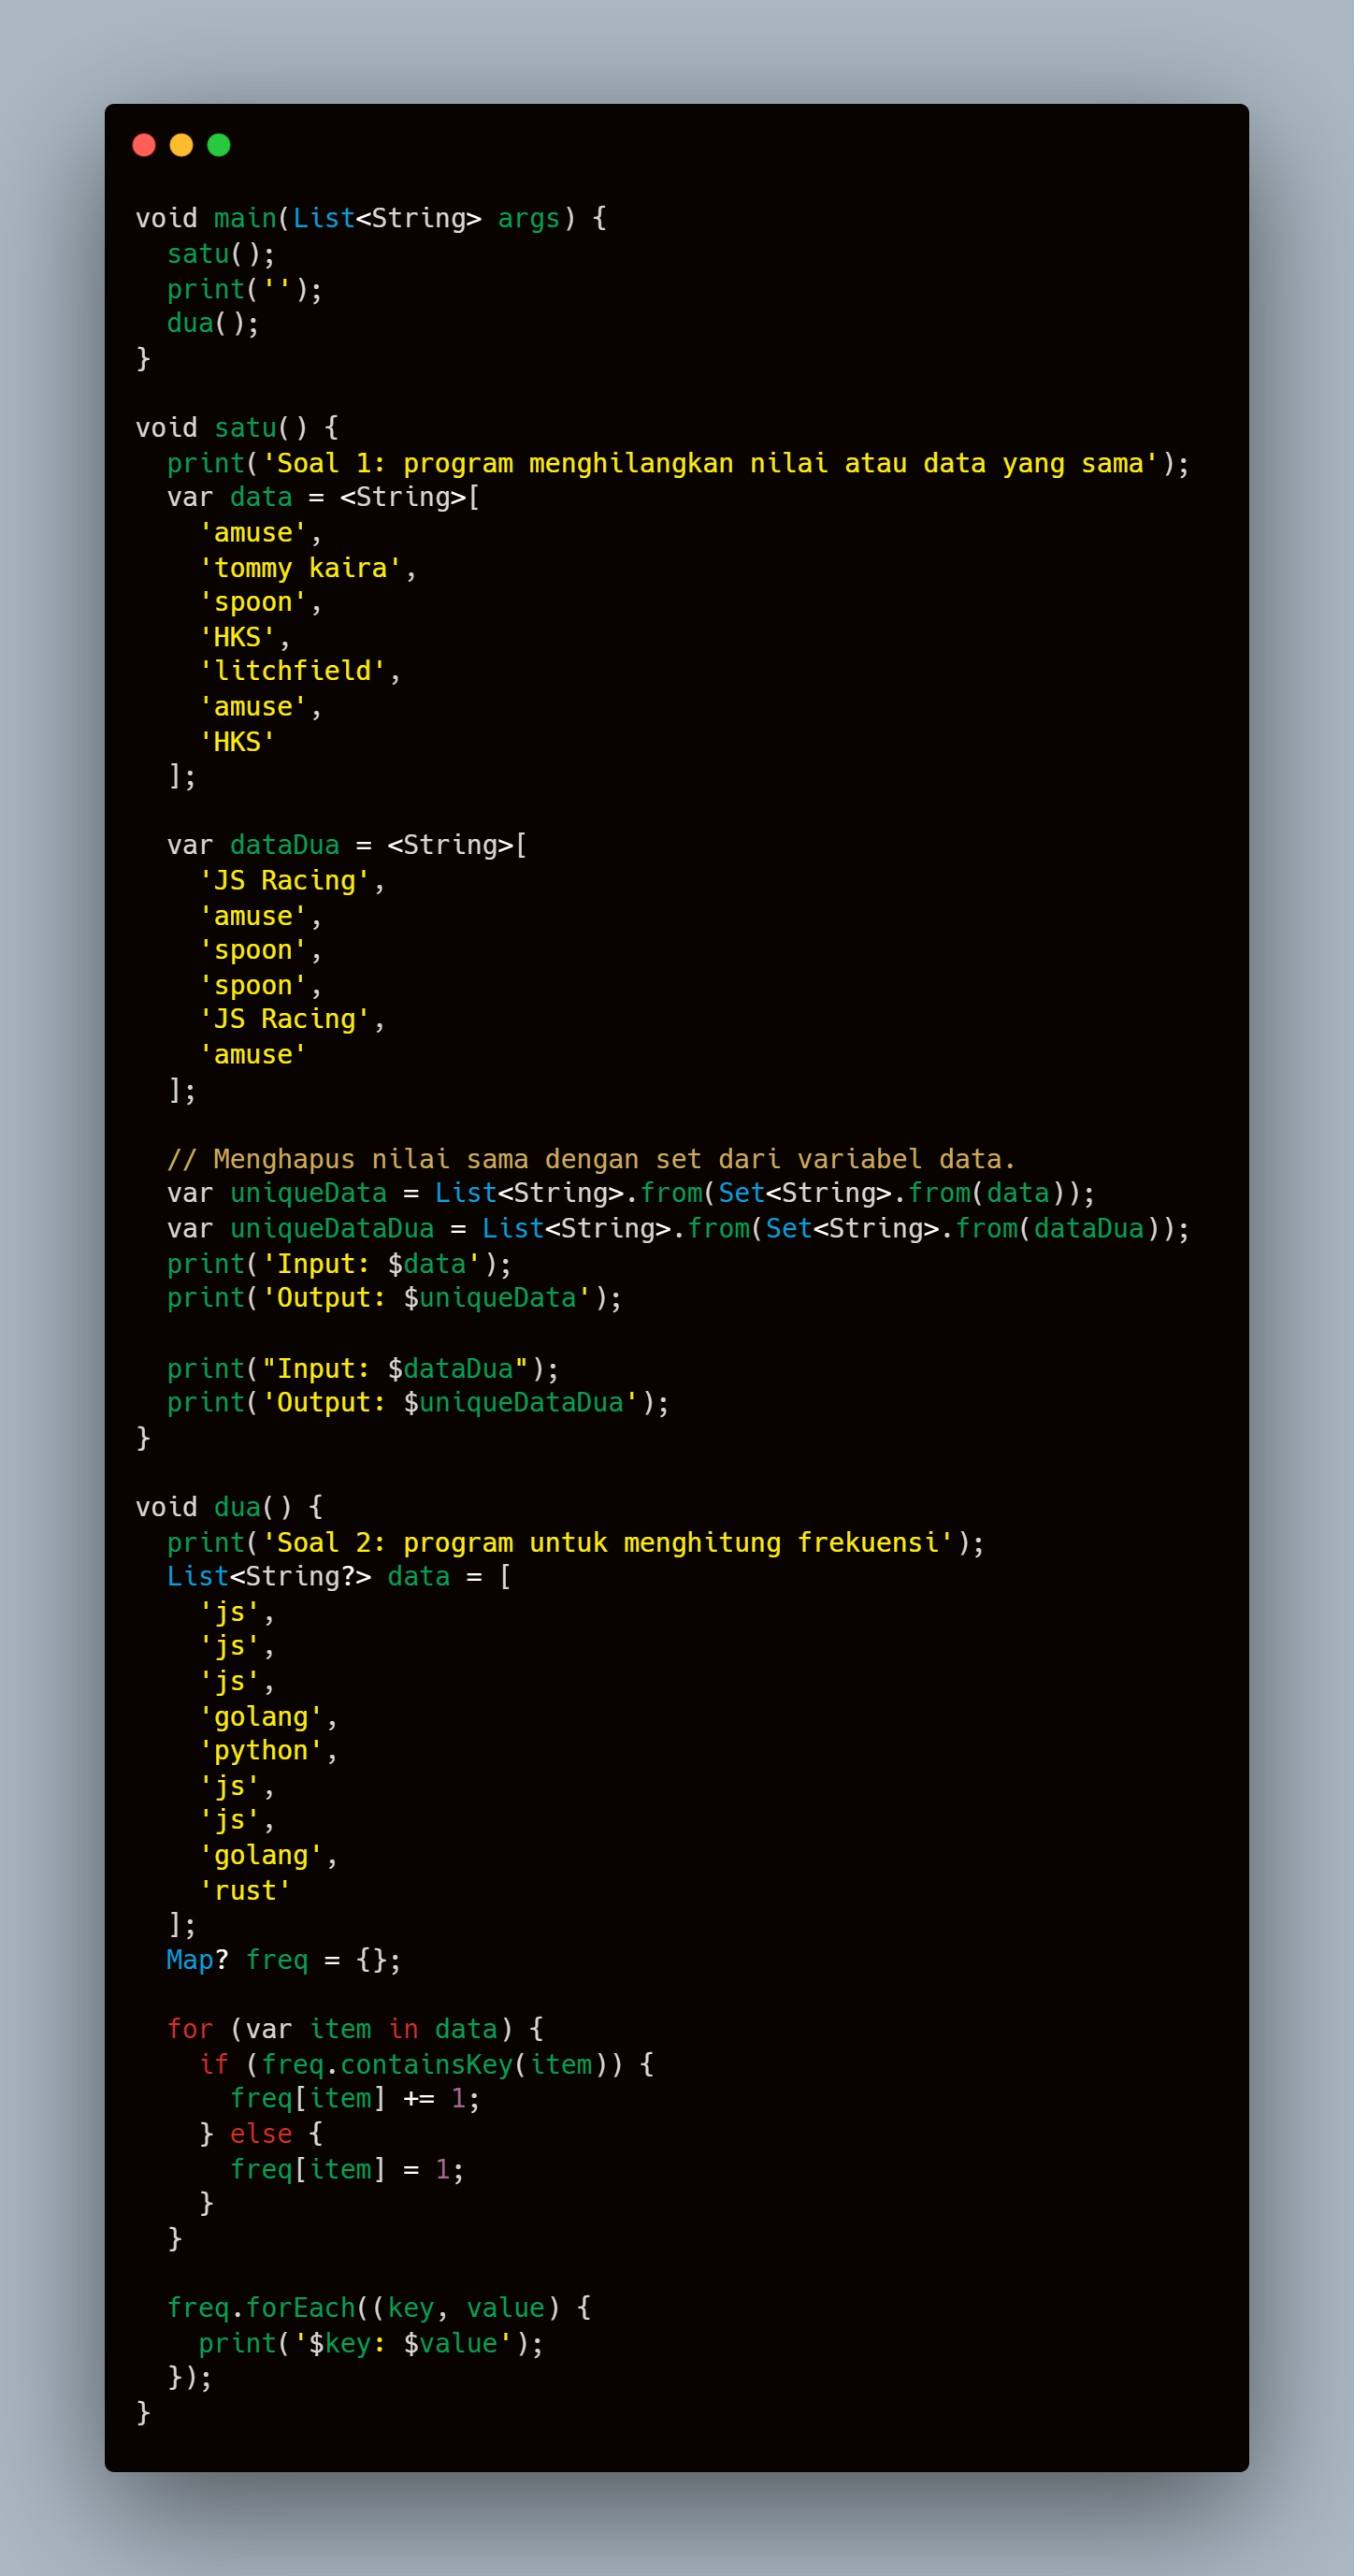 void main(List<String> args) {
  satu();
  print('');
  dua();
}

void satu() {
  print('Soal 1: program menghilangkan nilai atau data yang sama');
  var data = <String>[
    'amuse',
    'tommy kaira',
    'spoon',
    'HKS',
    'litchfield',
    'amuse',
    'HKS'
  ];

  var dataDua = <String>[
    'JS Racing',
    'amuse',
    'spoon',
    'spoon',
    'JS Racing',
    'amuse'
  ];

  // Menghapus nilai sama dengan set dari variabel data.
  var uniqueData = List<String>.from(Set<String>.from(data));
  var uniqueDataDua = List<String>.from(Set<String>.from(dataDua));
  print('Input: $data');
  print('Output: $uniqueData');

  print("Input: $dataDua");
  print('Output: $uniqueDataDua');
}

void dua() {
  print('Soal 2: program untuk menghitung frekuensi');
  List<String?> data = [
    'js',
    'js',
    'js',
    'golang',
    'python',
    'js',
    'js',
    'golang',
    'rust'
  ];
  Map? freq = {};

  for (var item in data) {
    if (freq.containsKey(item)) {
      freq[item] += 1;
    } else {
      freq[item] = 1;
    }
  }

  freq.forEach((key, value) {
    print('$key: $value');
  });
}